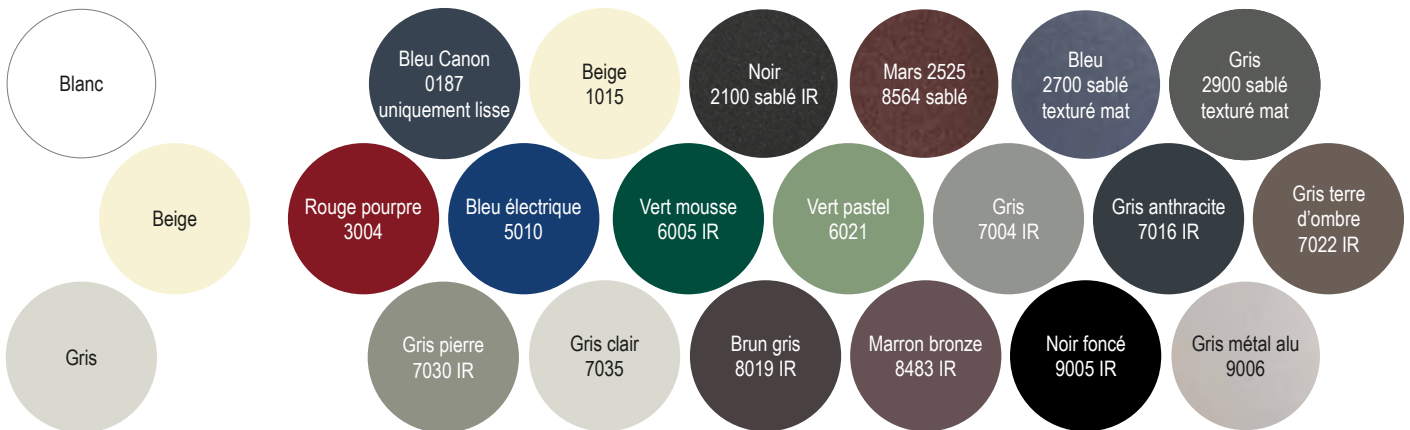 Blanc
Bleu Canon
0187
uniquement lisse
Beige
1015
Noir
2100 sablé IR
Mars 2525
8564 sablé
Bleu
2700 sablé
texturé mat
Gris
2900 sablé
texturé mat
Beige
Rouge pourpre
3004
Bleu électrique
5010
Vert mousse
6005 IR
Vert pastel
6021
Gris
7004 IR
Gris anthracite
7016 IR
Gris terre
d’ombre
7022 IR
Gris
Gris pierre
7030 IR
Gris clair
7035
Brun gris
8019 IR
Marron bronze
8483 IR
Noir foncé
9005 IR
Gris métal alu
9006